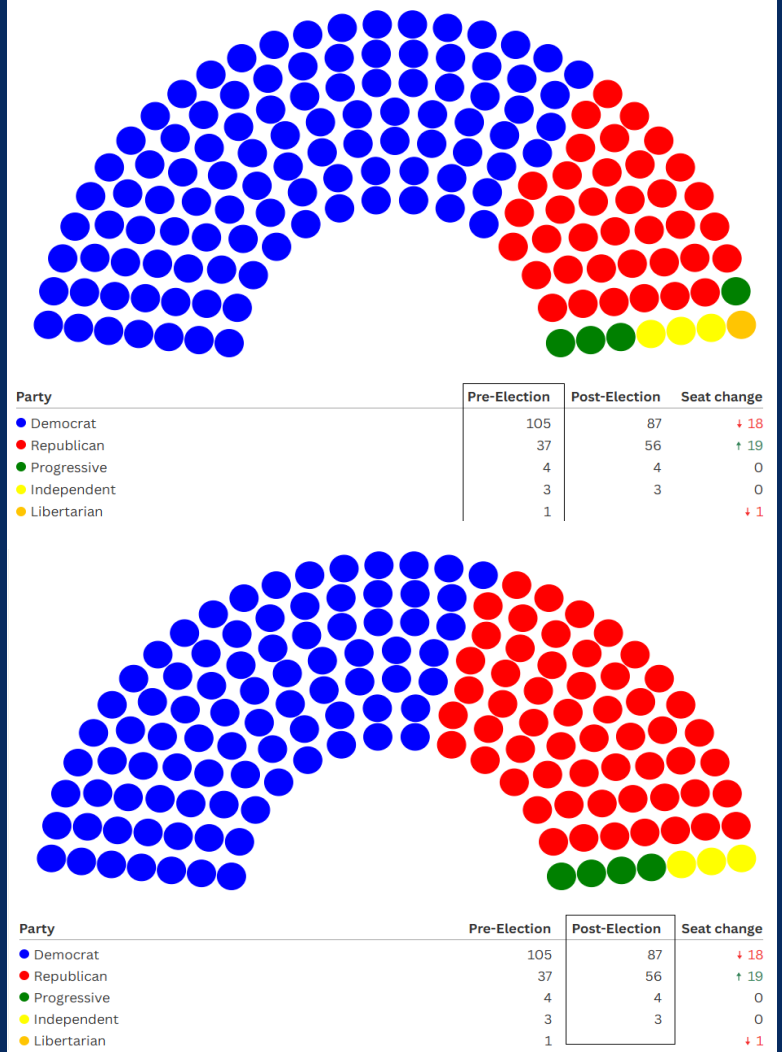 Party Pre-Election Post-Election Seat change
Democrat 105 87 ↓ 18
Republican 37 56 ↑ 19
Progressive 4 4 0
Independent 3 3 0
Libertarian 1 ↓ 1
Party Pre-Election Post-Election Seat change
Democrat 105 87 ↓ 18
Republican 37 56 ↑ 19
Progressive 4 4 0
Independent 3 3 0
Libertarian 1 ↓ 1